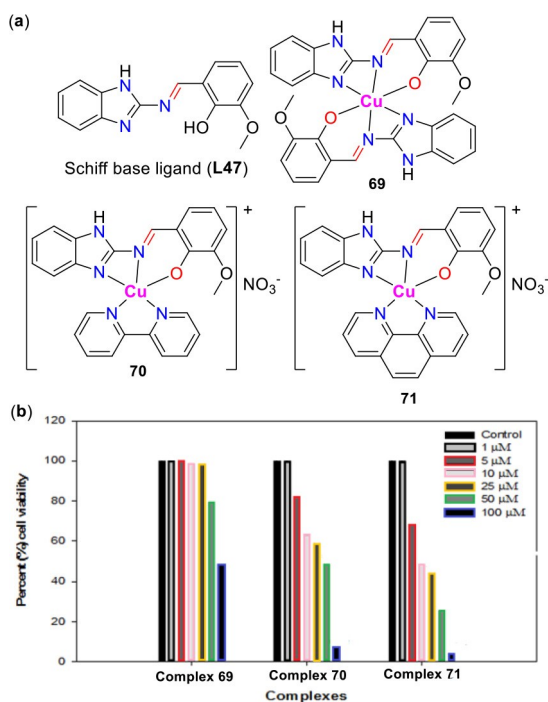 (a)
H
N
N
N
HO
O
Schiff base ligand (L47)
H
N
N
N
O
O
Cu
O
O
N
N
N
H
69
H
N
N
N
O
O
Cu
N
N
+
NO3-
70
H
N
N
N
O
O
Cu
N
N
+
NO3-
71
(b)
Percent (%) cell viability
120
100
80
60
40
20
0
Control
1 µM
5 µM
10 µM
25 µM
50 µM
100 µM
Complex 69 Complex 70 Complex 71
Complexes